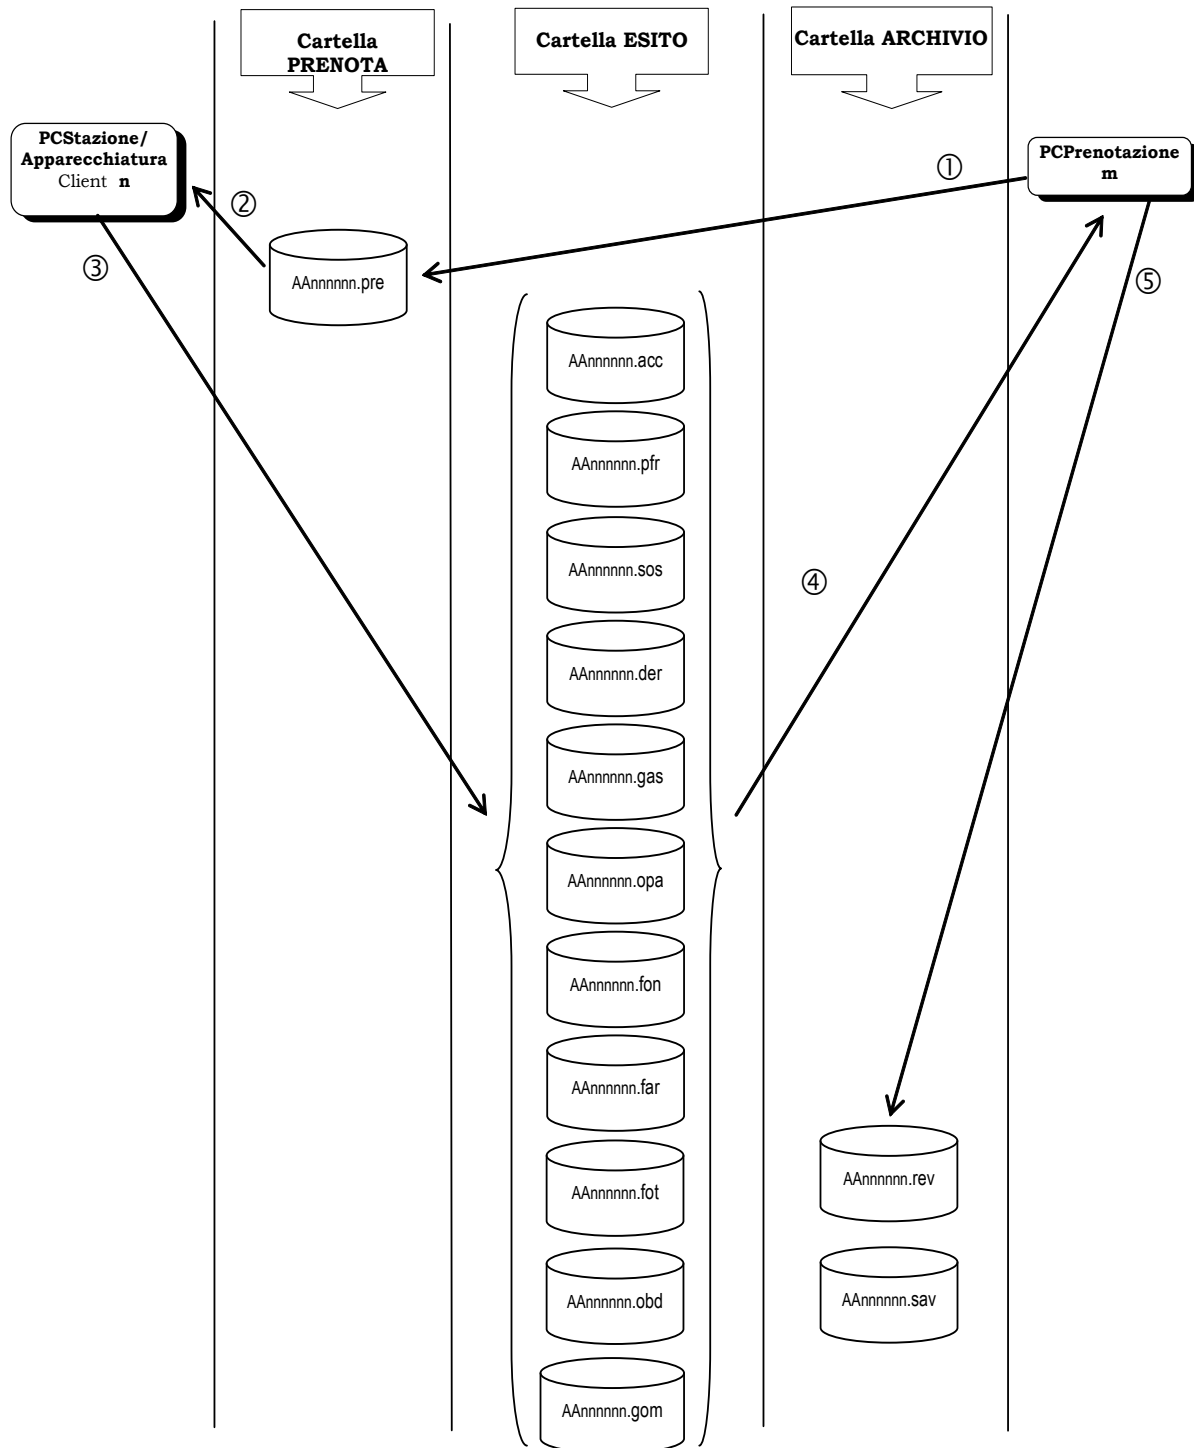 Cartella
PRENOTA
Cartella ESITO
Cartella ARCHIVIO
PCStazione/
Apparecchiatura
Client n
PCPrenotazione
m
①
②
③
④
⑤
AAnnnnnn.pre
AAnnnnnn.acc
AAnnnnnn.pfr
AAnnnnnn.sos
AAnnnnnn.der
AAnnnnnn.gas
AAnnnnnn.opa
AAnnnnnn.fon
AAnnnnnn.far
AAnnnnnn.fot
AAnnnnnn.obd
AAnnnnnn.gom
AAnnnnnn.rev
AAnnnnnn.sav